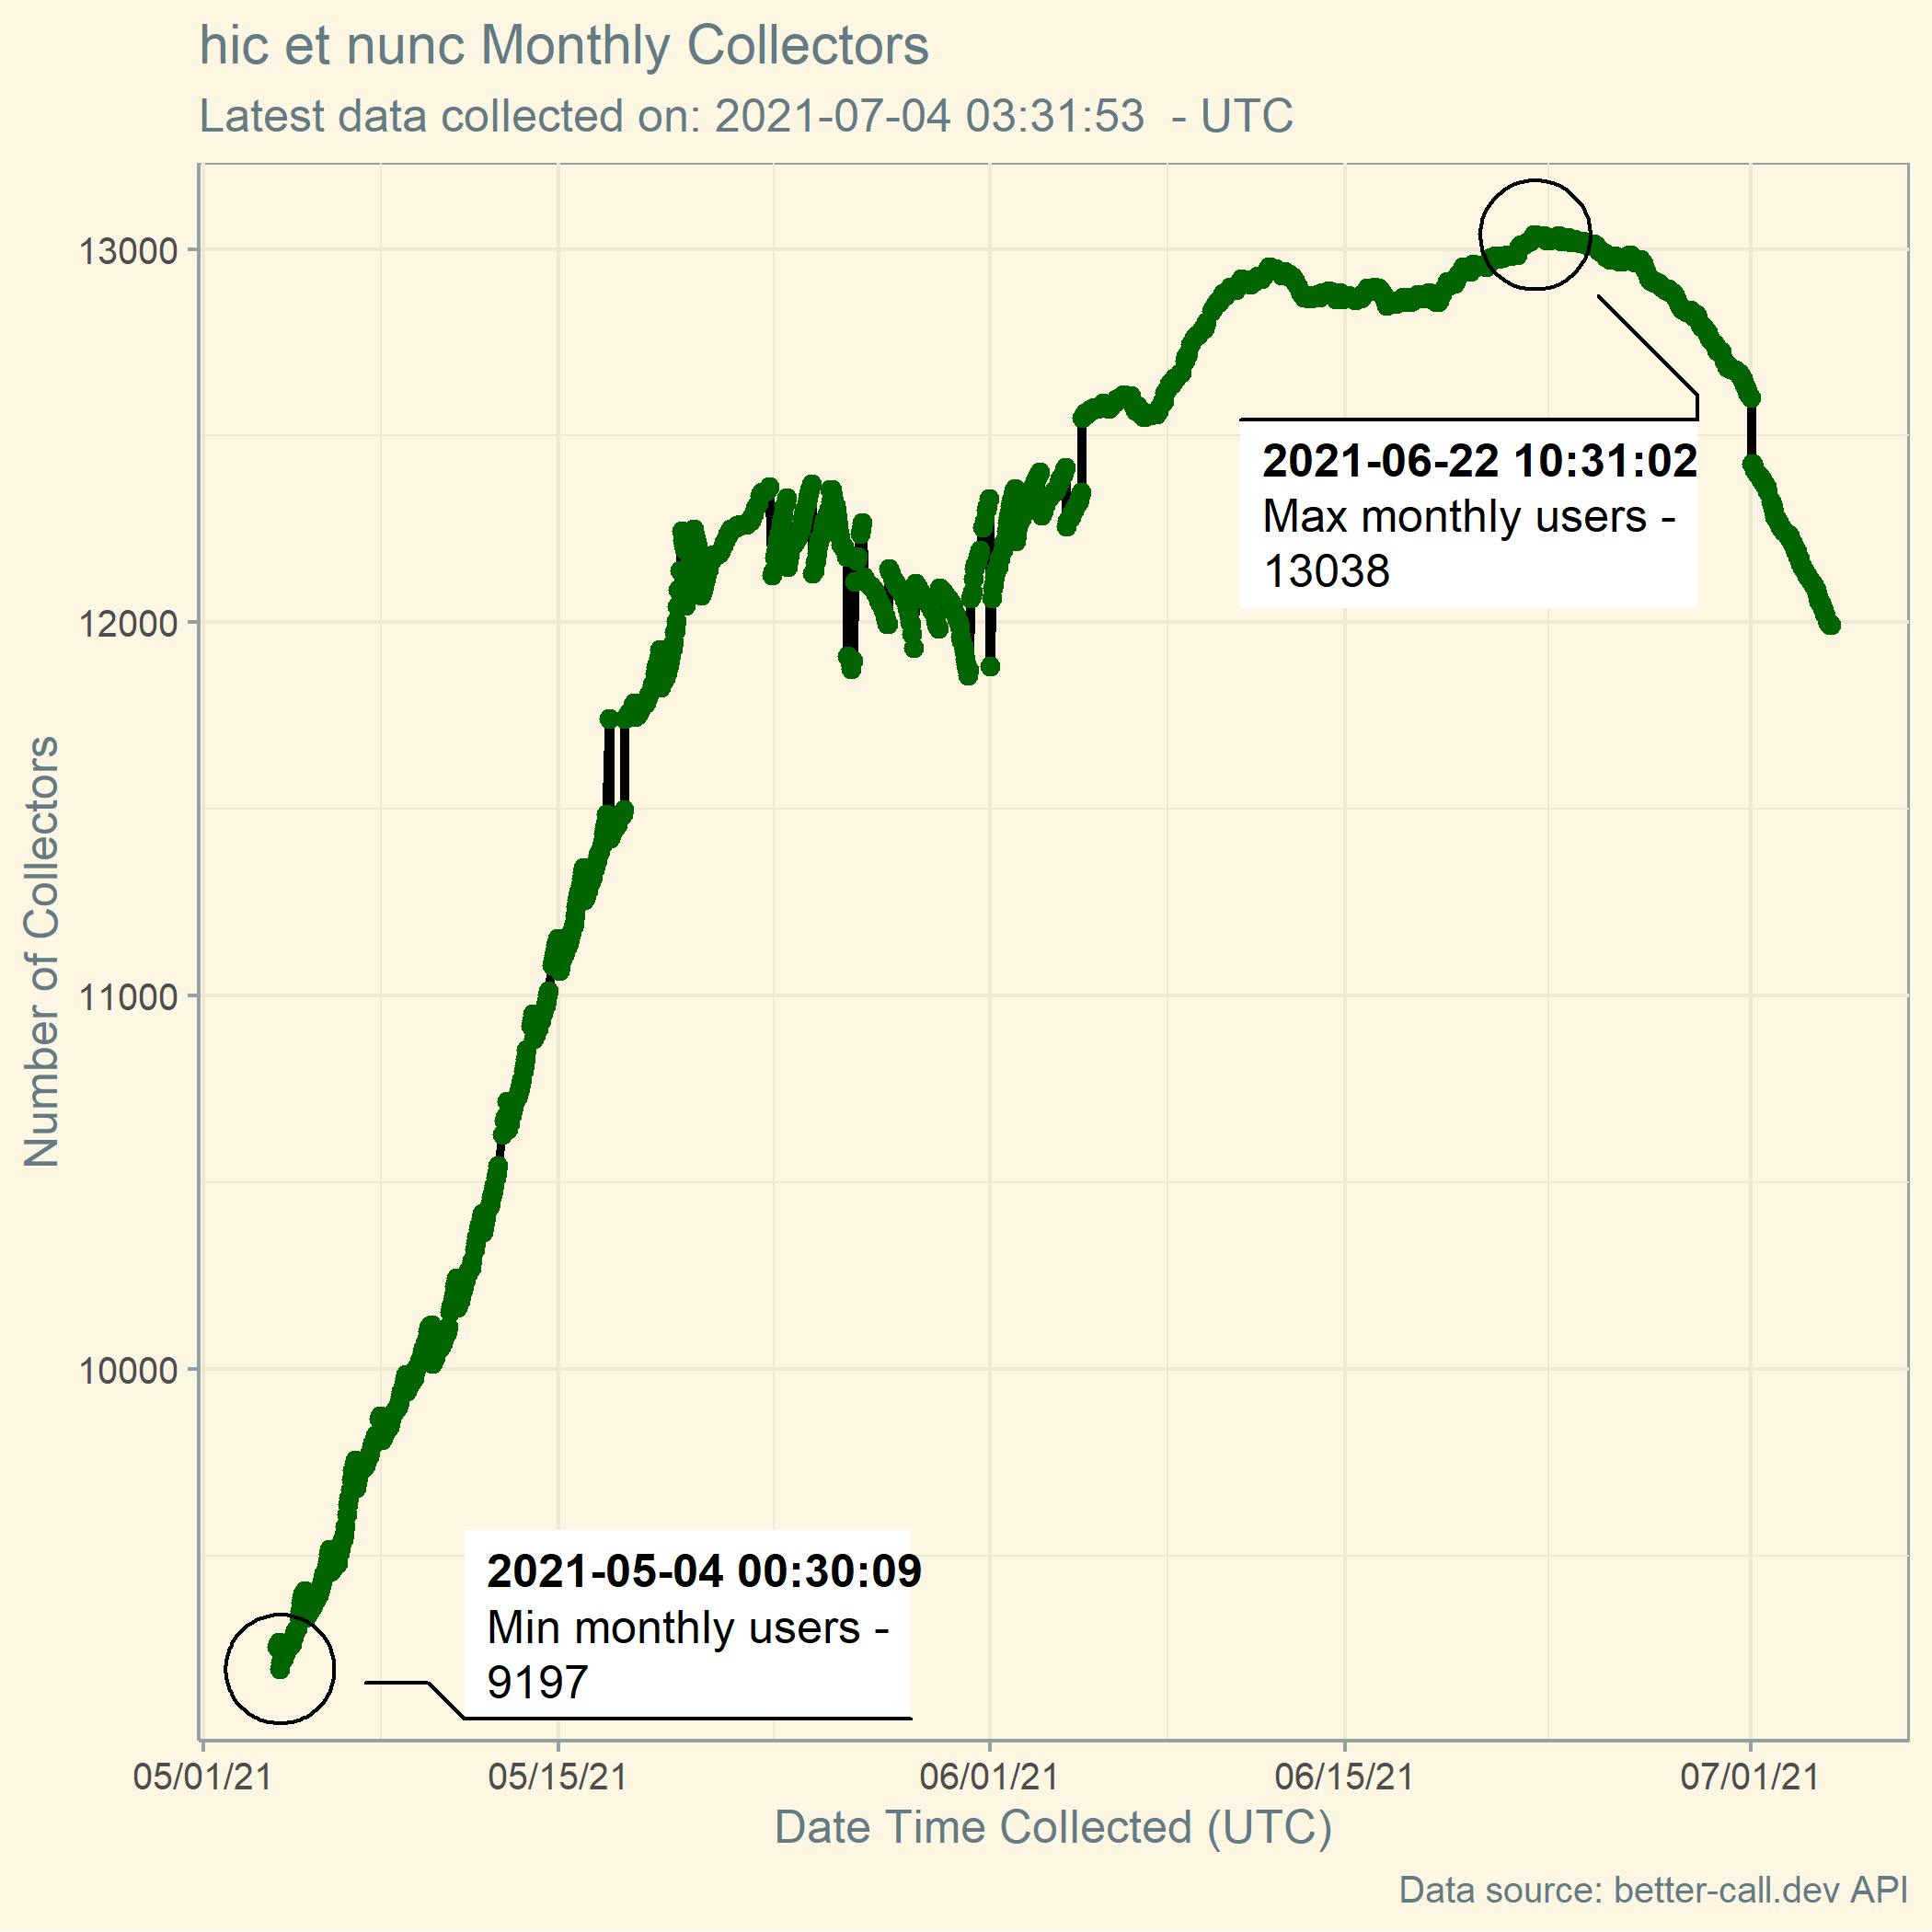 hic et nunc Monthly Collectors
Latest data collected on: 2021-07-04 03:31:53  - UTC
Number of Collectors
13000
12000
11000
10000
2021-06-22 10:31:02
Max monthly users -
13038
2021-05-04 00:30:09
Min monthly users -
9197
05/01/21
05/15/21
06/01/21
06/15/21
07/01/21
Date Time Collected (UTC)
Data source: better-call.dev API